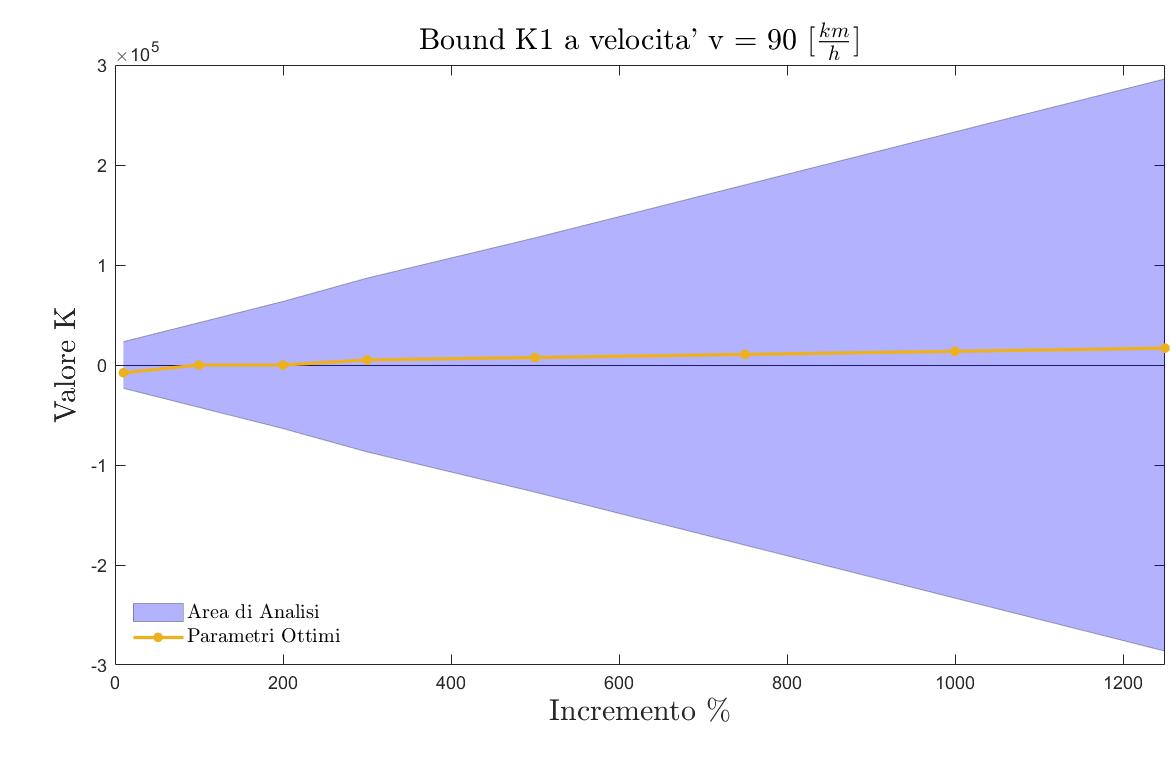 Bound K1 a velocita' v = 90 [km/h]
×10^5
3
2
1
0
-1
-2
-3
Valore K
Area di Analisi
Parametri Ottimi
0 200 400 600 800 1000 1200
Incremento %